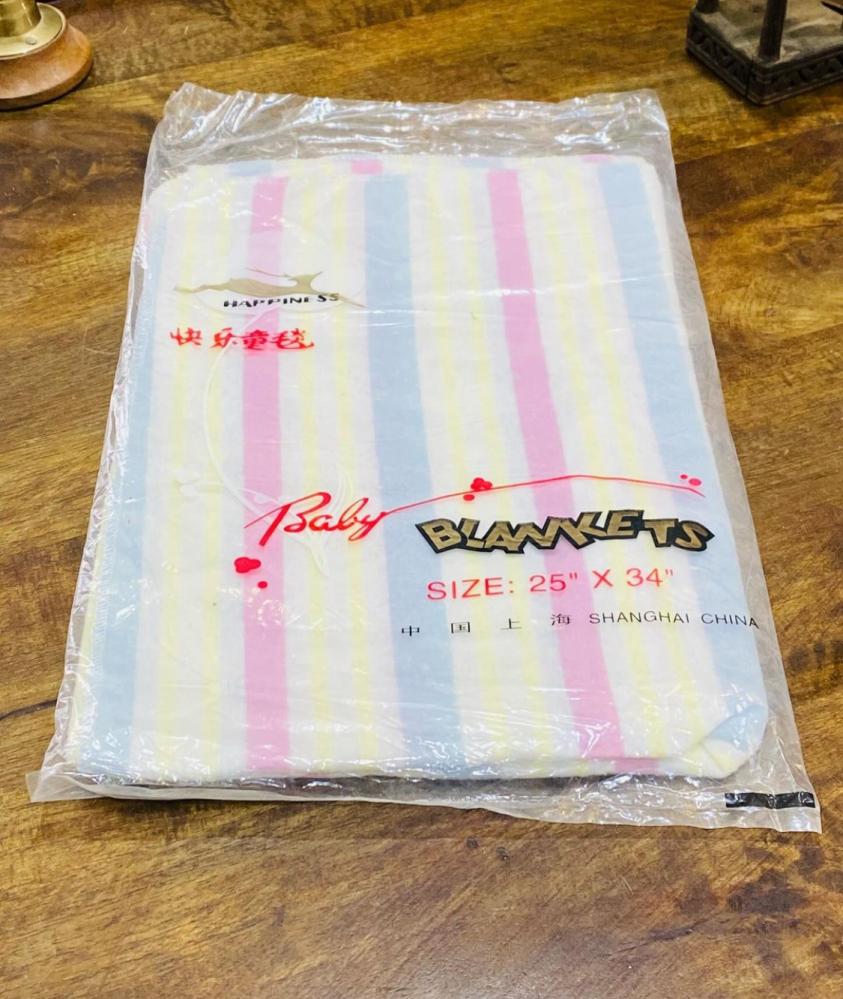 HAPPINESS
快乐童毯
Baby BLANKETS
SIZE: 25" X 34"
中国上海 SHANGHAI CHINA